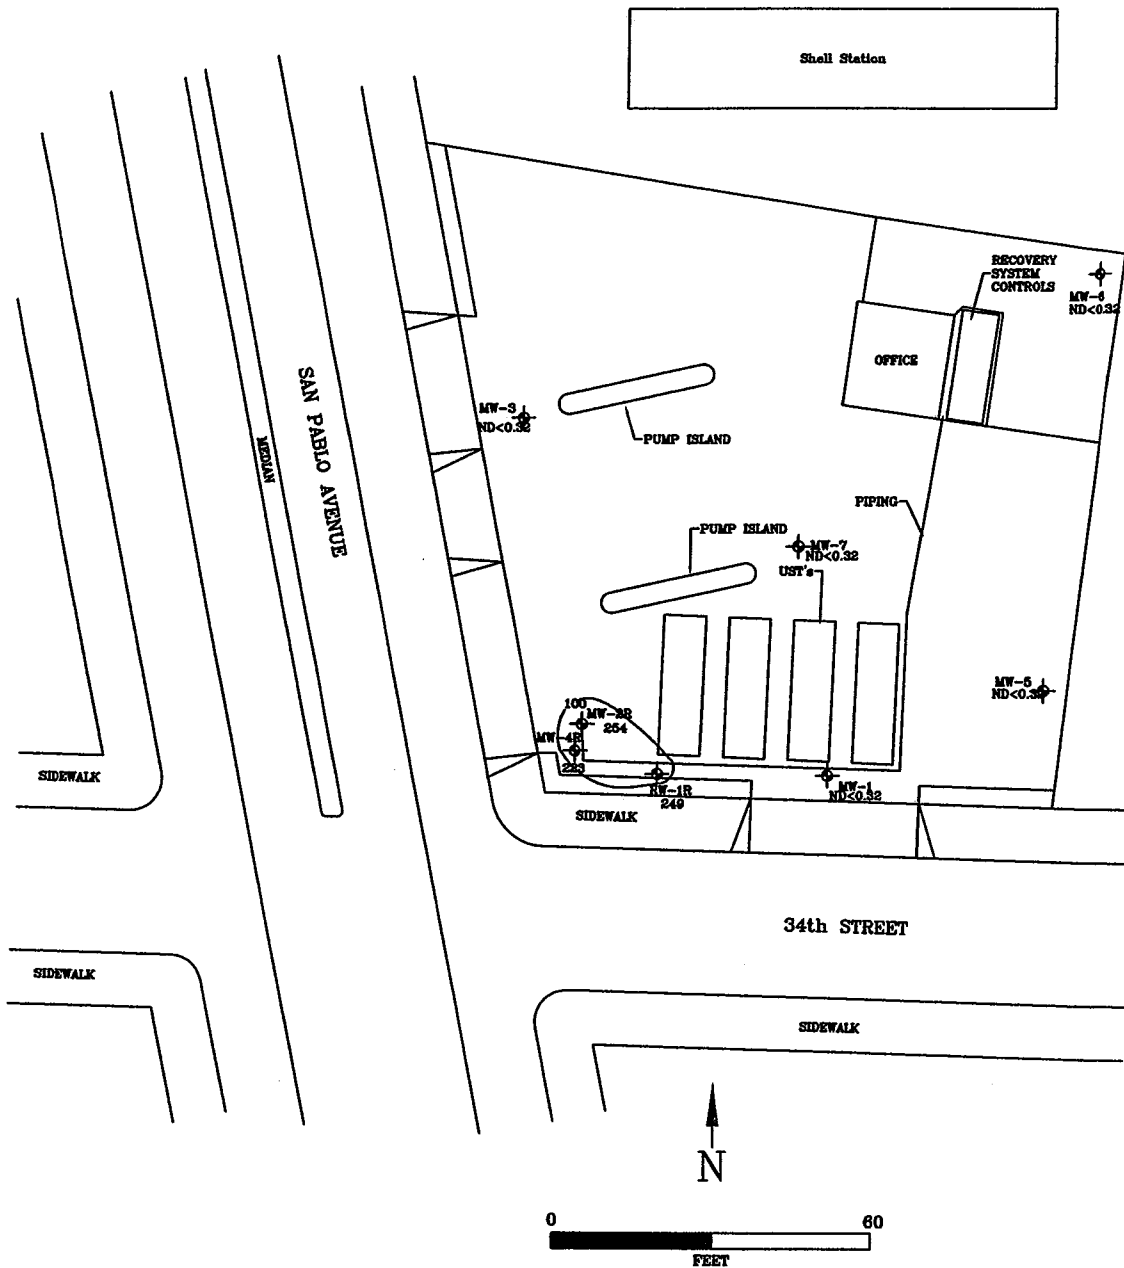 Shell Station
RECOVERY
SYSTEM
CONTROLS
MW-6
ND<0.32
OFFICE
SAN PABLO AVENUE
MEDIAN
MW-3
ND<0.32
PUMP ISLAND
PIPING
PUMP ISLAND
MW-7
ND<0.32
UST's
MW-5
ND<0.32
100
MW-2R
254
MW-4R
223
RW-1R
249
MW-1
ND<0.32
SIDEWALK
SIDEWALK
34th STREET
SIDEWALK
SIDEWALK
N
0 60
FEET